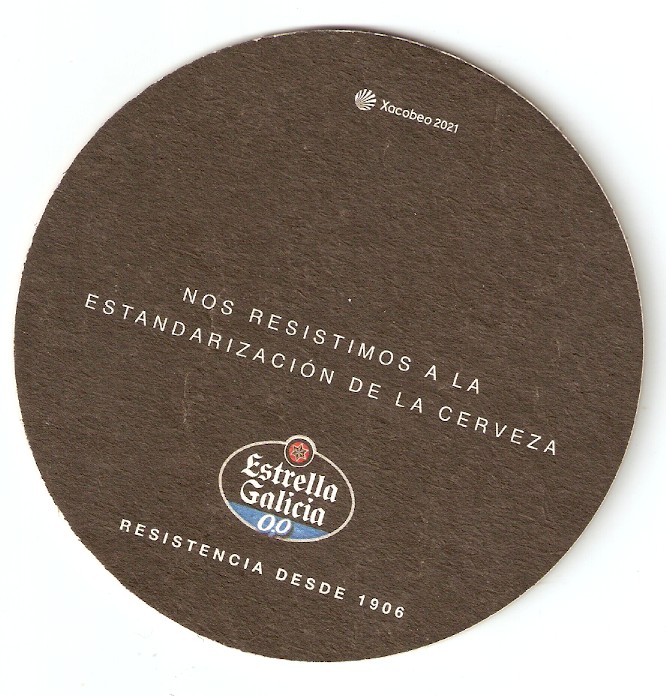 Xacobeo 2021
NOS RESISTIMOS A LA
ESTANDARIZACIÓN DE LA CERVEZA
Estrella
Galicia
0,0
RESISTENCIA DESDE 1906